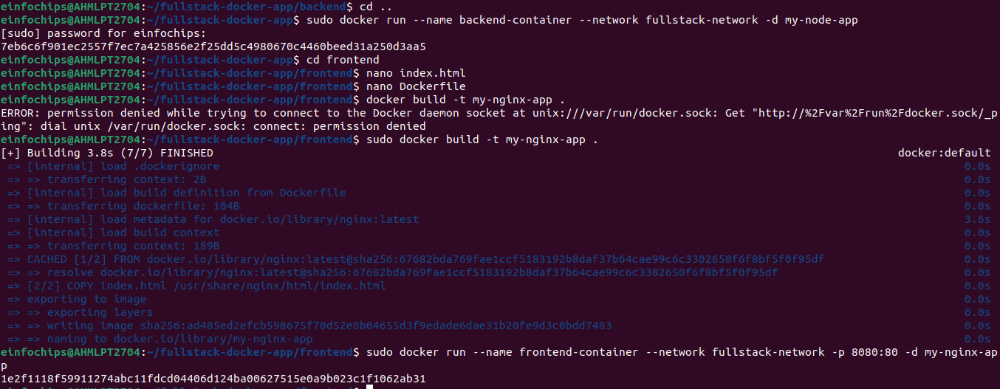 einfochips@AHMLPT2704:~/fullstack-docker-app/backend$ cd ..
einfochips@AHMLPT2704:~/fullstack-docker-app$ sudo docker run --name backend-container --network fullstack-network -d my-node-app
[sudo] password for einfochips:
7eb6c6f901ec2557f7ec7a425856e2f25dd5c4980670c4460beed31a250d3aa5
einfochips@AHMLPT2704:~/fullstack-docker-app$ cd frontend
einfochips@AHMLPT2704:~/fullstack-docker-app/frontend$ nano index.html
einfochips@AHMLPT2704:~/fullstack-docker-app/frontend$ nano Dockerfile
einfochips@AHMLPT2704:~/fullstack-docker-app/frontend$ docker build -t my-nginx-app .
ERROR: permission denied while trying to connect to the Docker daemon socket at unix:///var/run/docker.sock: Get "http://%2Fvar%2Frun%2Fdocker.sock/_p
ing": dial unix /var/run/docker.sock: connect: permission denied
einfochips@AHMLPT2704:~/fullstack-docker-app/frontend$ sudo docker build -t my-nginx-app .
[+] Building 3.8s (7/7) FINISHED docker:default
=> [internal] load .dockerignore 0.0s
=> => transferring context: 2B 0.0s
=> [internal] load build definition from Dockerfile 0.0s
=> => transferring dockerfile: 104B 0.0s
=> [internal] load metadata for docker.io/library/nginx:latest 3.6s
=> [internal] load build context 0.0s
=> => transferring context: 189B 0.0s
=> CACHED [1/2] FROM docker.io/library/nginx:latest@sha256:67682bda769fae1ccf5183192b8daf37b64cae99c6c3302650f6f8bf5f0f95df 0.0s
=> => resolve docker.io/library/nginx:latest@sha256:67682bda769fae1ccf5183192b8daf37b64cae99c6c3302650f6f8bf5f0f95df 0.0s
=> [2/2] COPY index.html /usr/share/nginx/html/index.html 0.0s
=> exporting to image 0.0s
=> => exporting layers 0.0s
=> => writing image sha256:ad485ed2efcb598675f70d52e8b04655d3f9edade6dae31b20fe9d3c0bdd7483 0.0s
=> => naming to docker.io/library/my-nginx-app 0.0s
einfochips@AHMLPT2704:~/fullstack-docker-app/frontend$ sudo docker run --name frontend-container --network fullstack-network -p 8080:80 -d my-nginx-ap
p
1e2f1118f59911274abc11fdcd04406d124ba00627515e0a9b023c1f1062ab31
einfochips@AHMLPT2704:~/fullstack-docker-app/frontend$